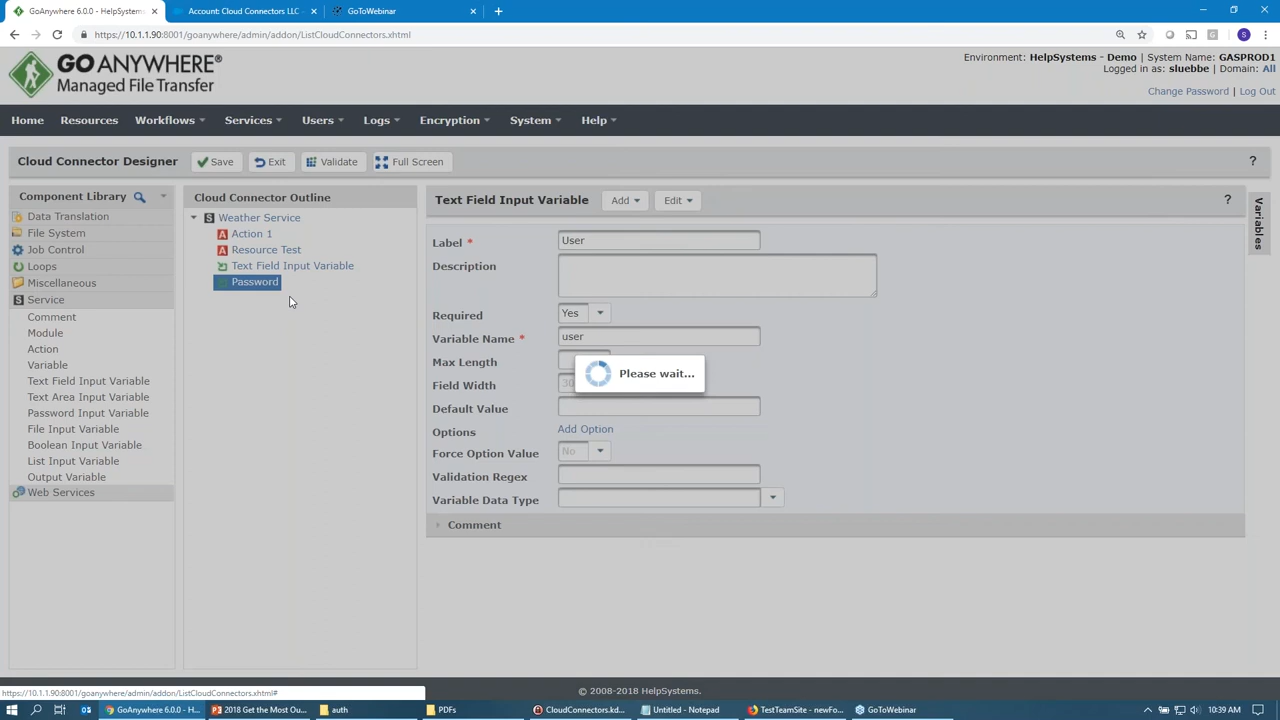 GoAnywhere 6.0.0 - HelpSystems
Account: Cloud Connectors LLC -
GoToWebinar
https://10.1.1.90:8001/goanywhere/admin/addon/ListCloudConnectors.xhtml
S
GO ANYWHERE®
Managed File Transfer
Environment: HelpSystems - Demo | System Name: GASPROD1
Logged in as: sluebbe | Domain: All
Change Password | Log Out
Home Resources Workflows Services Users Logs Encryption System Help
Cloud Connector Designer Save Exit Validate Full Screen ?
Component Library
Data Translation
File System
Job Control
Loops
Miscellaneous
S Service
Comment
Module
Action
Variable
Text Field Input Variable
Text Area Input Variable
Password Input Variable
File Input Variable
Boolean Input Variable
List Input Variable
Output Variable
Web Services
Cloud Connector Outline
S Weather Service
A Action 1
A Resource Test
Text Field Input Variable
Password
Text Field Input Variable Add Edit ?
Label * User
Description
Required Yes
Variable Name * user
Max Length
Field Width 30
Default Value
Options Add Option
Force Option Value No
Validation Regex
Variable Data Type
Comment
Please wait...
Variables
https://10.1.1.90:8001/goanywhere/admin/addon/ListCloudConnectors.xhtml#
© 2008-2018 HelpSystems.
GoAnywhere 6.0.0 - H...
2018 Get the Most Ou...
auth
PDFs
CloudConnectors.kd...
Untitled - Notepad
TestTeamSite - newFo...
GoToWebinar
10:39 AM